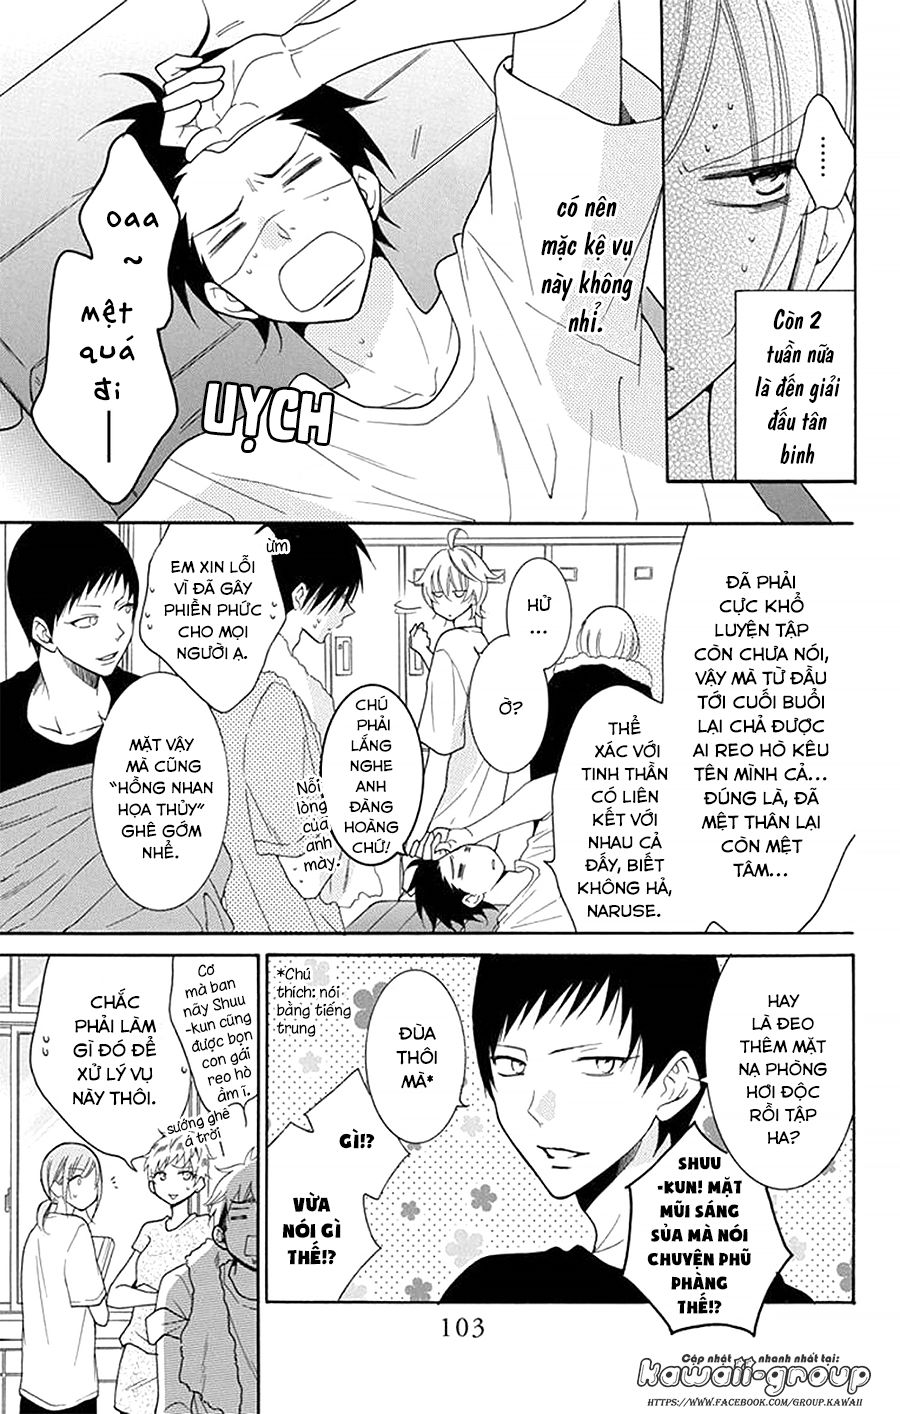 ......
Còn 2
tuần nữa
là đến giải
đấu tân
binh
có nên
mặc kệ vụ
này không
nhỉ.
oaa
~
mệt
quá
đi
—
UỴCH
ĐÃ PHẢI
CỰC KHỔ
LUYỆN TẬP
CÒN CHƯA NÓI,
VẬY MÀ TỪ ĐẦU
TỚI CUỐI BUỔI
LẠI CHẢ ĐƯỢC
AI REO HÒ KÊU
TÊN MÌNH CẢ...
ĐÚNG LÀ, ĐÃ
MỆT THÂN LẠI
CÒN MỆT
TÂM...
THỂ
XÁC VỚI
TINH THẦN
CÓ LIÊN
KẾT VỚI
NHAU CẢ
ĐẤY, BIẾT
KHÔNG HẢ,
NARUSE.
HỬ
...
Ờ?
CHÚ
PHẢI
LẮNG
NGHE
ANH
ĐÀNG
HOÀNG
CHỨ!
Nỗi
lòng
của
anh
mày!
ừm
EM XIN LỖI
VÌ ĐÃ GÂY
PHIỀN PHỨC
CHO MỌI
NGƯỜI Ạ.
MẶT VẬY
MÀ CŨNG
“HỒNG NHAN
HỌA THỦY”
GHÊ GỚM
NHỂ.
HAY
LÀ ĐEO
THÊM MẶT
NẠ PHÒNG
HƠI ĐỘC
RỒI TẬP
HA?
SHUU
-KUN! MẶT
MŨI SÁNG
SỦA MÀ NÓI
CHUYỆN PHŨ
PHÀNG
THẾ!?
ĐÙA
THÔI
MÀ*
*Chú
thích: nói
bằng tiếng
trung
GÌ!?
VỪA
NÓI GÌ
THẾ!?
Cơ
mà ban
nãy Shuu
-kun cũng
được bọn
con gái
reo hò
ầm ĩ.
sướng ghê
á trời
CHẮC
PHẢI LÀM
GÌ ĐÓ ĐỂ
XỬ LÝ VỤ
NÀY THÔI.
103
Cập nhật nhanh nhất tại:
kawaii-group
HTTPS://WWW.FACEBOOK.COM/GROUP.KAWAII